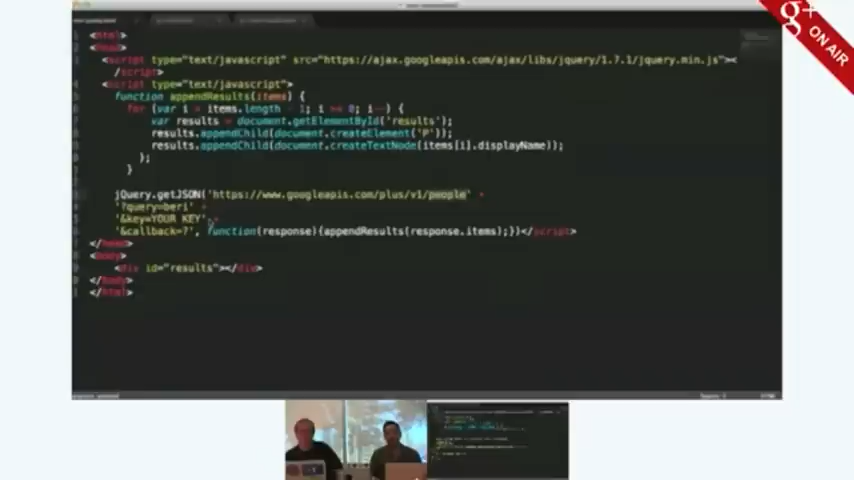 <html>
<head>
<script type="text/javascript" src="https://ajax.googleapis.com/ajax/libs/jquery/1.7.1/jquery.min.js"><
/script>
<script type="text/javascript">
function appendResults(items) {
for (var i = items.length - 1; i >= 0; i--) {
var results = document.getElementById('results');
results.appendChild(document.createElement('P'));
results.appendChild(document.createTextNode(items[i].displayName));
};
}
jQuery.getJSON('https://www.googleapis.com/plus/v1/people' +
'?query=beri' +
'&key=YOUR KEY'+
'&callback=?', function(response){appendResults(response.items);})</script>
</head>
<body>
<div id="results"></div>
</body>
</html>
g+
ON AIR